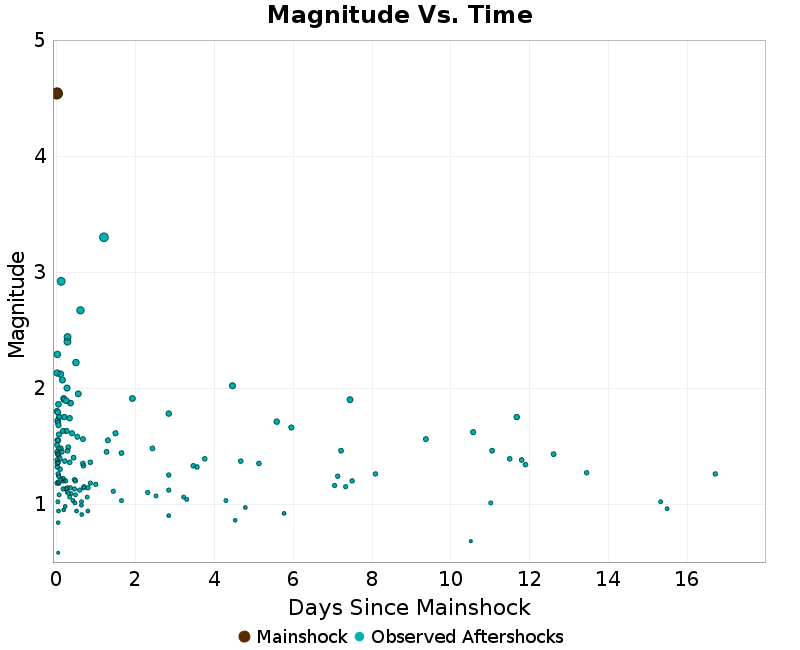 Magnitude Vs. Time
5
4
3
2
1
Magnitude
0 2 4 6 8 10 12 14 16
Days Since Mainshock
Mainshock Observed Aftershocks